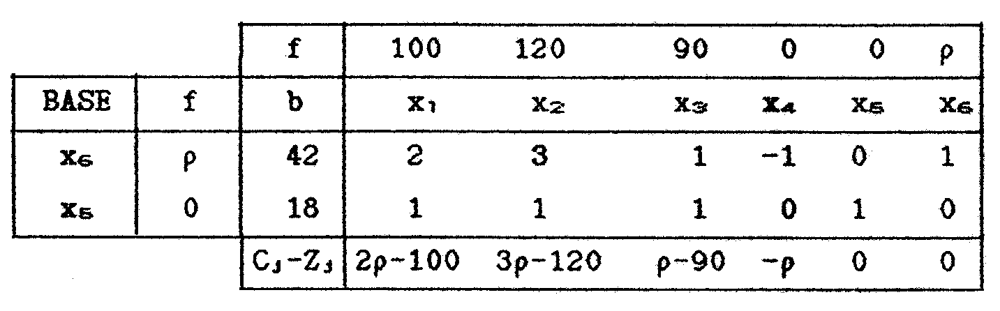 f 100 120 90 0 0 ρ
BASE f b x₁ x₂ x₃ x₄ x₅ x₆
x₆ ρ 42 2 3 1 -1 0 1
x₅ 0 18 1 1 1 0 1 0
Cⱼ-Zⱼ 2ρ-100 3ρ-120 ρ-90 -ρ 0 0